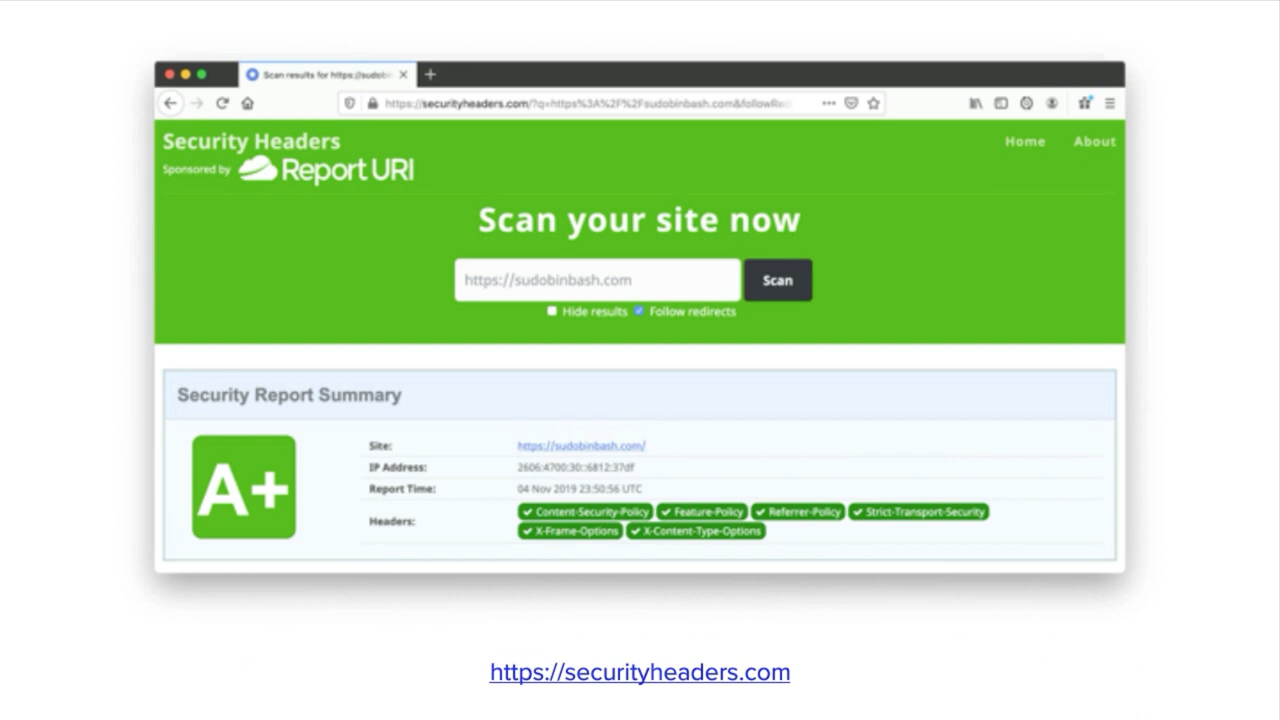 Scan results for https://sudobin
https://securityheaders.com/?q=https%3A%2F%2Fsudobinbash.com&followRed
Security Headers
Home About
Sponsored by Report URI
Scan your site now
https://sudobinbash.com Scan
Hide results Follow redirects
Security Report Summary
A+
Site: https://sudobinbash.com/
IP Address: 2606:4700:30::6812:37df
Report Time: 04 Nov 2019 23:50:56 UTC
Headers: Content-Security-Policy Feature-Policy Referrer-Policy Strict-Transport-Security
X-Frame-Options X-Content-Type-Options
https://securityheaders.com